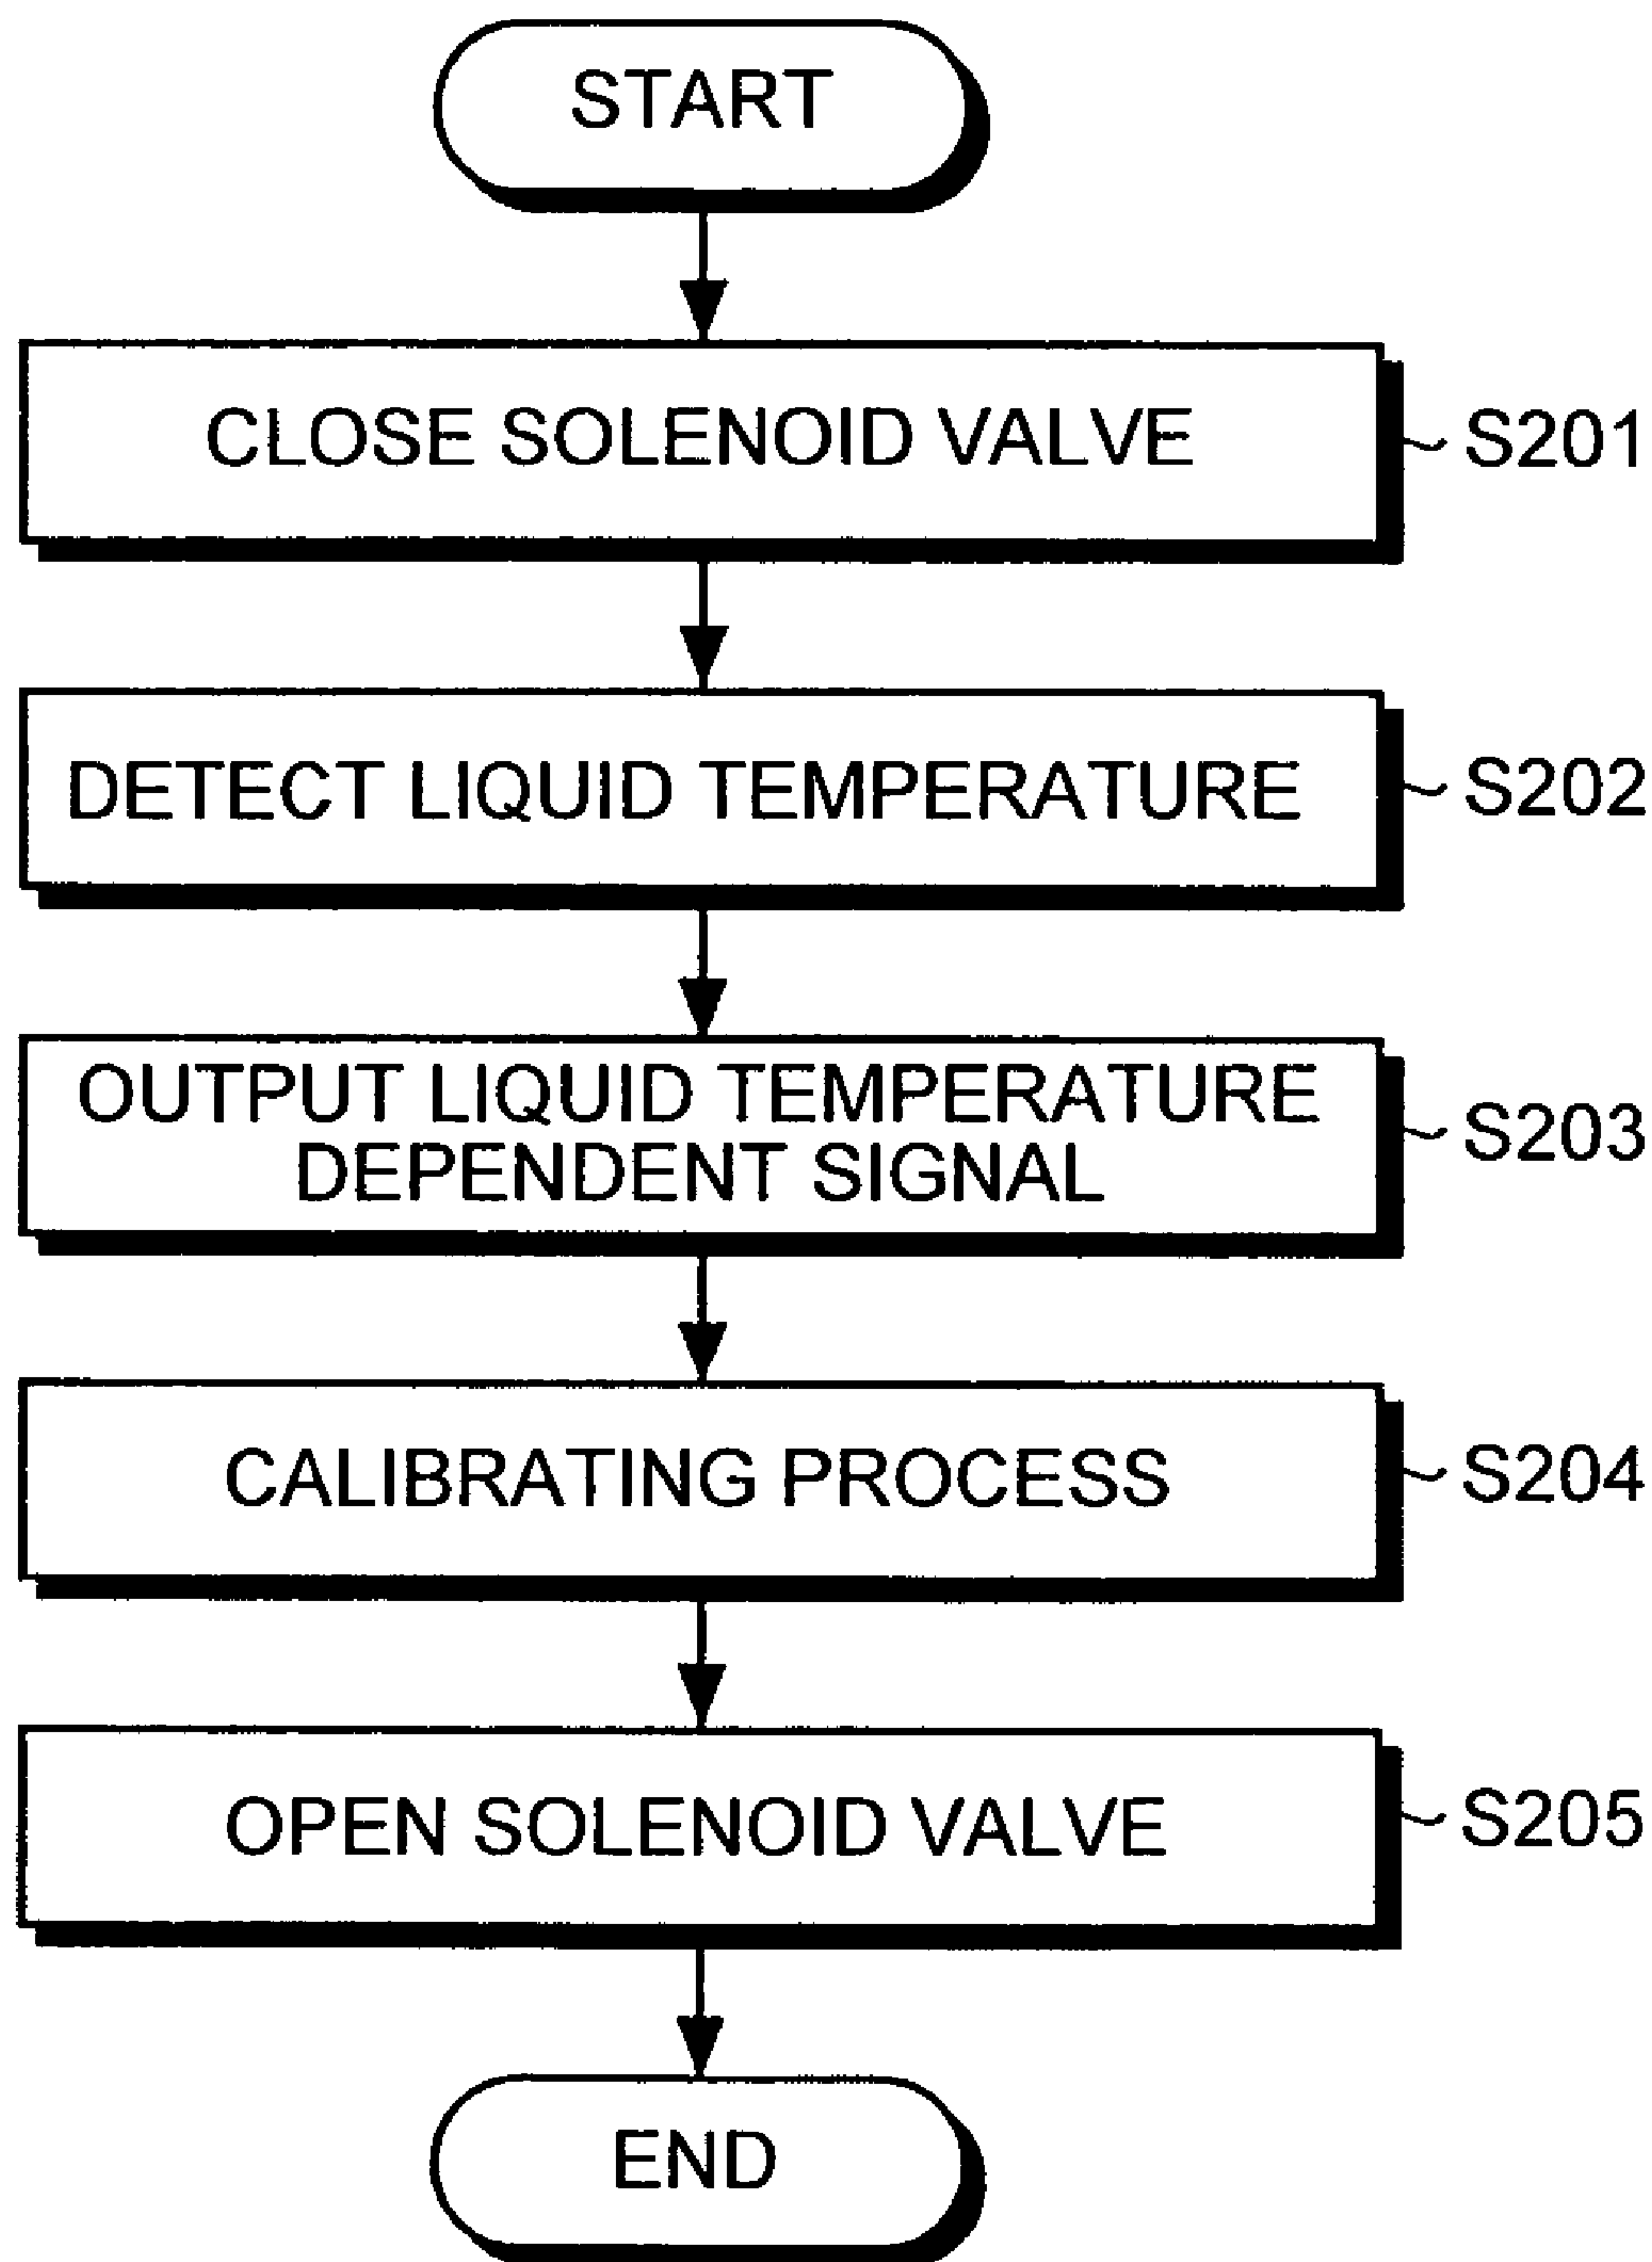 START
CLOSE SOLENOID VALVE
S201
DETECT LIQUID TEMPERATURE
S202
OUTPUT LIQUID TEMPERATURE
DEPENDENT SIGNAL
S203
CALIBRATING PROCESS
S204
OPEN SOLENOID VALVE
S205
END